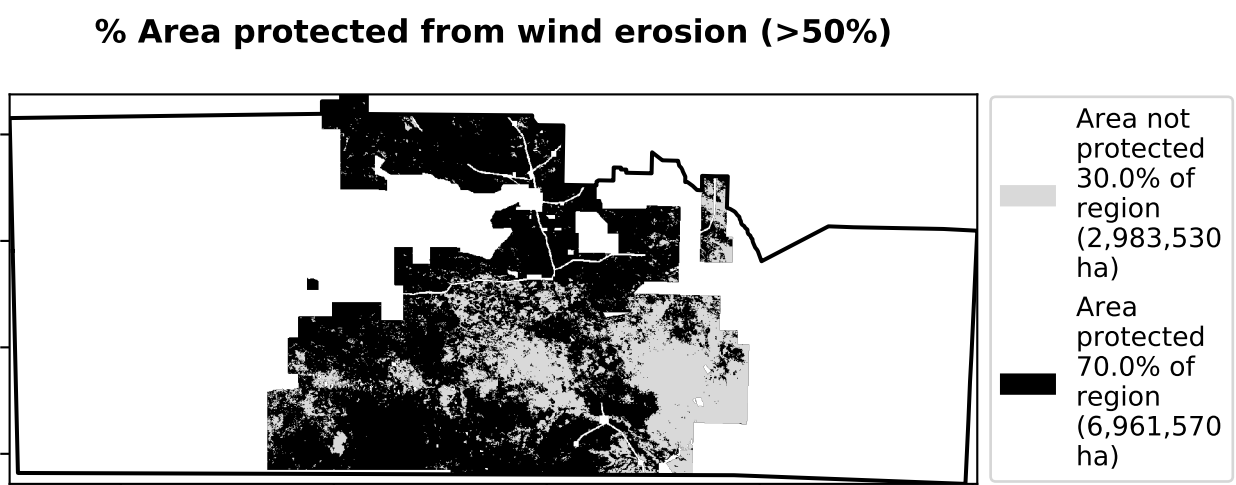 % Area protected from wind erosion (>50%)
Area not
protected
30.0% of
region
(2,983,530
ha)
Area
protected
70.0% of
region
(6,961,570
ha)